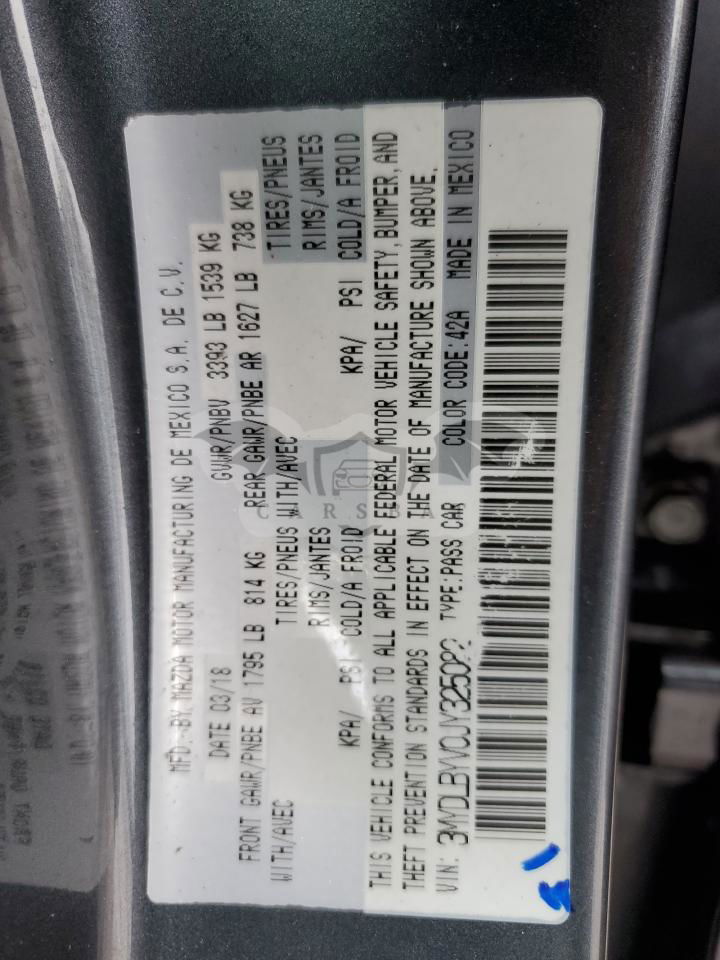 MFD. BY MAZDA MOTOR MANUFACTURING DE MEXICO S.A. DE C.V.
DATE 03/18 GVWR/PNBV 3393 LB 1539 KG
FRONT GAWR/PNBE AV 1795 LB 814 KG REAR GAWR/PNBE AR 1627 LB 738 KG
WITH/AVEC TIRES/PNEUS WITH/AVEC TIRES/PNEUS
RIMS/JANTES RIMS/JANTES
KPA/ PSI COLD/A FROID KPA/ PSI COLD/A FROID
THIS VEHICLE CONFORMS TO ALL APPLICABLE FEDERAL MOTOR VEHICLE SAFETY, BUMPER, AND
THEFT PREVENTION STANDARDS IN EFFECT ON THE DATE OF MANUFACTURE SHOWN ABOVE.
VIN: 3MYDLBYV0JY325082 TYPE:PASS CAR COLOR CODE:42A MADE IN MEXICO